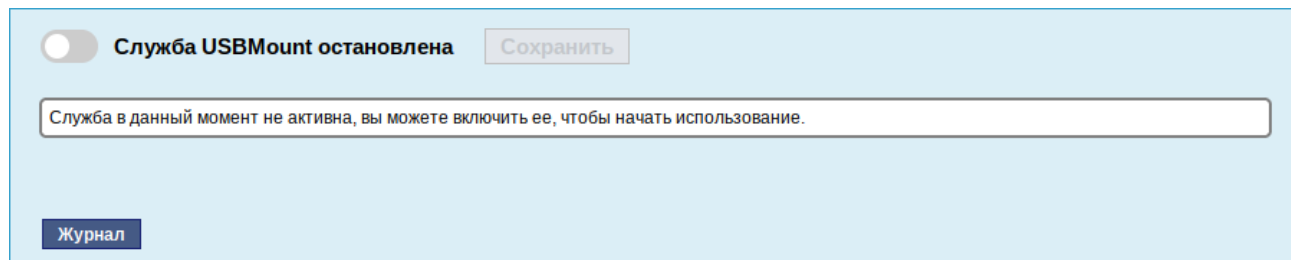 Служба USBMount остановлена Сохранить
Служба в данный момент не активна, вы можете включить ее, чтобы начать использование.
Журнал